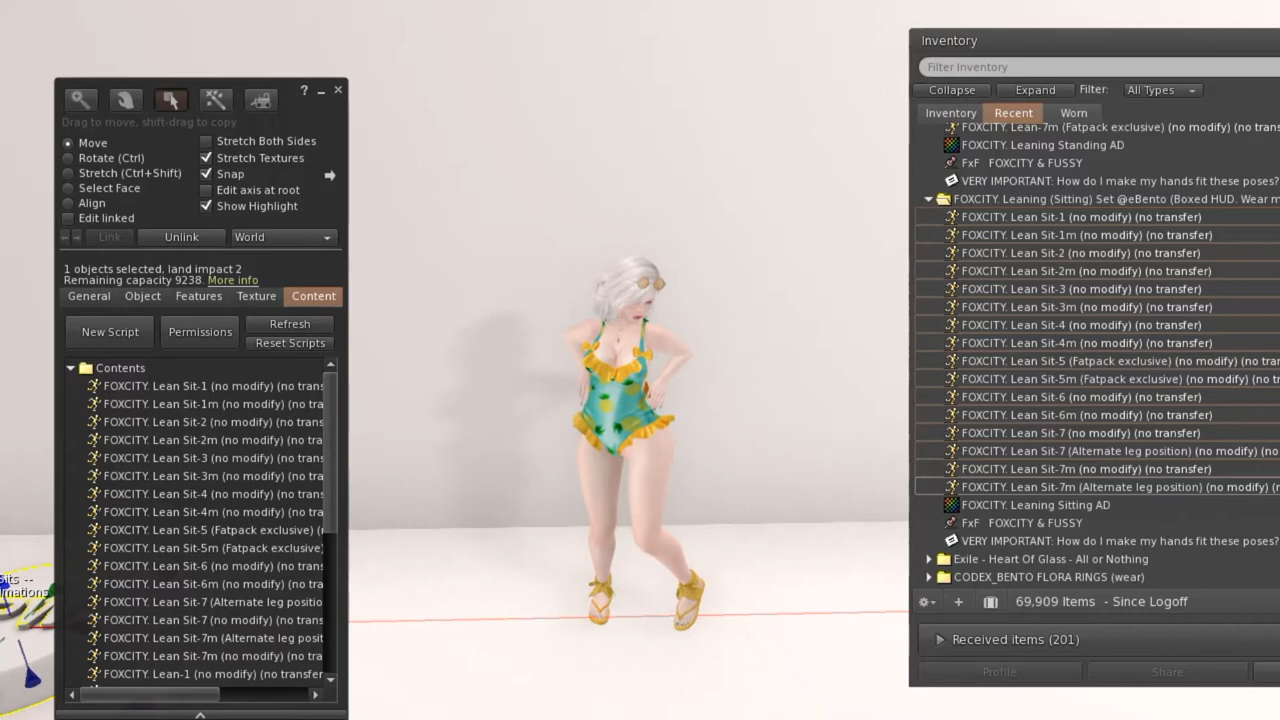 ? _ ×
Drag to move, shift-drag to copy
Move
Rotate (Ctrl)
Stretch (Ctrl+Shift)
Select Face
Align
Edit linked
Stretch Both Sides
Stretch Textures
Snap
Edit axis at root
Show Highlight
Link
Unlink
World
1 objects selected, land impact 2
Remaining capacity 9238. More info
General Object Features Texture Content
New Script
Permissions
Refresh
Reset Scripts
Contents
FOXCITY. Lean Sit-1 (no modify) (no trans
FOXCITY. Lean Sit-1m (no modify) (no tra
FOXCITY. Lean Sit-2 (no modify) (no trans
FOXCITY. Lean Sit-2m (no modify) (no tra
FOXCITY. Lean Sit-3 (no modify) (no trans
FOXCITY. Lean Sit-3m (no modify) (no tra
FOXCITY. Lean Sit-4 (no modify) (no trans
FOXCITY. Lean Sit-4m (no modify) (no tra
FOXCITY. Lean Sit-5 (Fatpack exclusive) (
FOXCITY. Lean Sit-5m (Fatpack exclusive)
FOXCITY. Lean Sit-6 (no modify) (no trans
FOXCITY. Lean Sit-6m (no modify) (no tra
FOXCITY. Lean Sit-7 (Alternate leg positio
FOXCITY. Lean Sit-7 (no modify) (no trans
FOXCITY. Lean Sit-7m (Alternate leg posit
FOXCITY. Lean Sit-7m (no modify) (no tra
FOXCITY. Lean-1 (no modify) (no transfer
Sits --
imations
Inventory
Filter Inventory
Collapse Expand Filter: All Types
Inventory Recent Worn
FOXCITY. Lean-7m (Fatpack exclusive) (no modify) (no trans
FOXCITY. Leaning Standing AD
FxF FOXCITY & FUSSY
VERY IMPORTANT: How do I make my hands fit these poses?
FOXCITY. Leaning (Sitting) Set @eBento (Boxed HUD. Wear m
FOXCITY. Lean Sit-1 (no modify) (no transfer)
FOXCITY. Lean Sit-1m (no modify) (no transfer)
FOXCITY. Lean Sit-2 (no modify) (no transfer)
FOXCITY. Lean Sit-2m (no modify) (no transfer)
FOXCITY. Lean Sit-3 (no modify) (no transfer)
FOXCITY. Lean Sit-3m (no modify) (no transfer)
FOXCITY. Lean Sit-4 (no modify) (no transfer)
FOXCITY. Lean Sit-4m (no modify) (no transfer)
FOXCITY. Lean Sit-5 (Fatpack exclusive) (no modify) (no trans
FOXCITY. Lean Sit-5m (Fatpack exclusive) (no modify) (no tra
FOXCITY. Lean Sit-6 (no modify) (no transfer)
FOXCITY. Lean Sit-6m (no modify) (no transfer)
FOXCITY. Lean Sit-7 (no modify) (no transfer)
FOXCITY. Lean Sit-7 (Alternate leg position) (no modify) (no
FOXCITY. Lean Sit-7m (no modify) (no transfer)
FOXCITY. Lean Sit-7m (Alternate leg position) (no modify) (
FOXCITY. Leaning Sitting AD
FxF FOXCITY & FUSSY
VERY IMPORTANT: How do I make my hands fit these poses?
Exile - Heart Of Glass - All or Nothing
CODEX_BENTO FLORA RINGS (wear)
69,909 Items - Since Logoff
Received items (201)
Profile Share